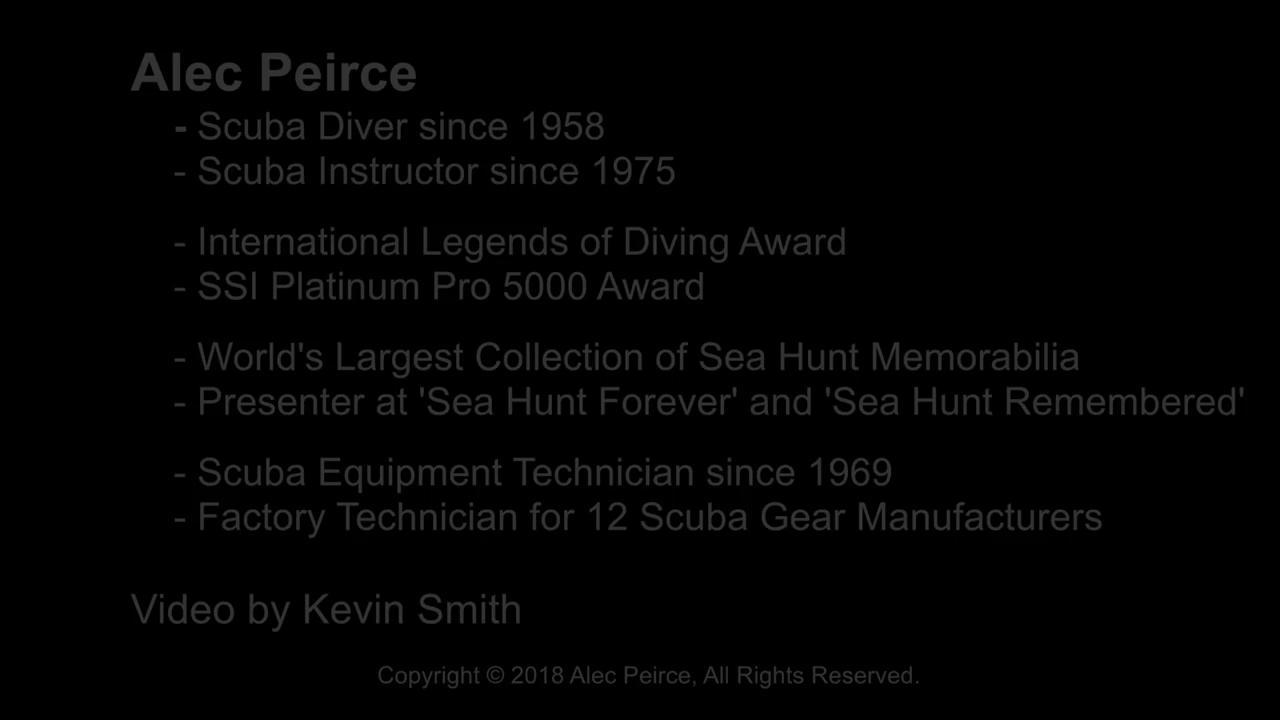 Alec Peirce
- Scuba Diver since 1958
- Scuba Instructor since 1975
- International Legends of Diving Award
- SSI Platinum Pro 5000 Award
- World's Largest Collection of Sea Hunt Memorabilia
- Presenter at 'Sea Hunt Forever' and 'Sea Hunt Remembered'
- Scuba Equipment Technician since 1969
- Factory Technician for 12 Scuba Gear Manufacturers
Video by Kevin Smith
Copyright © 2018 Alec Peirce, All Rights Reserved.